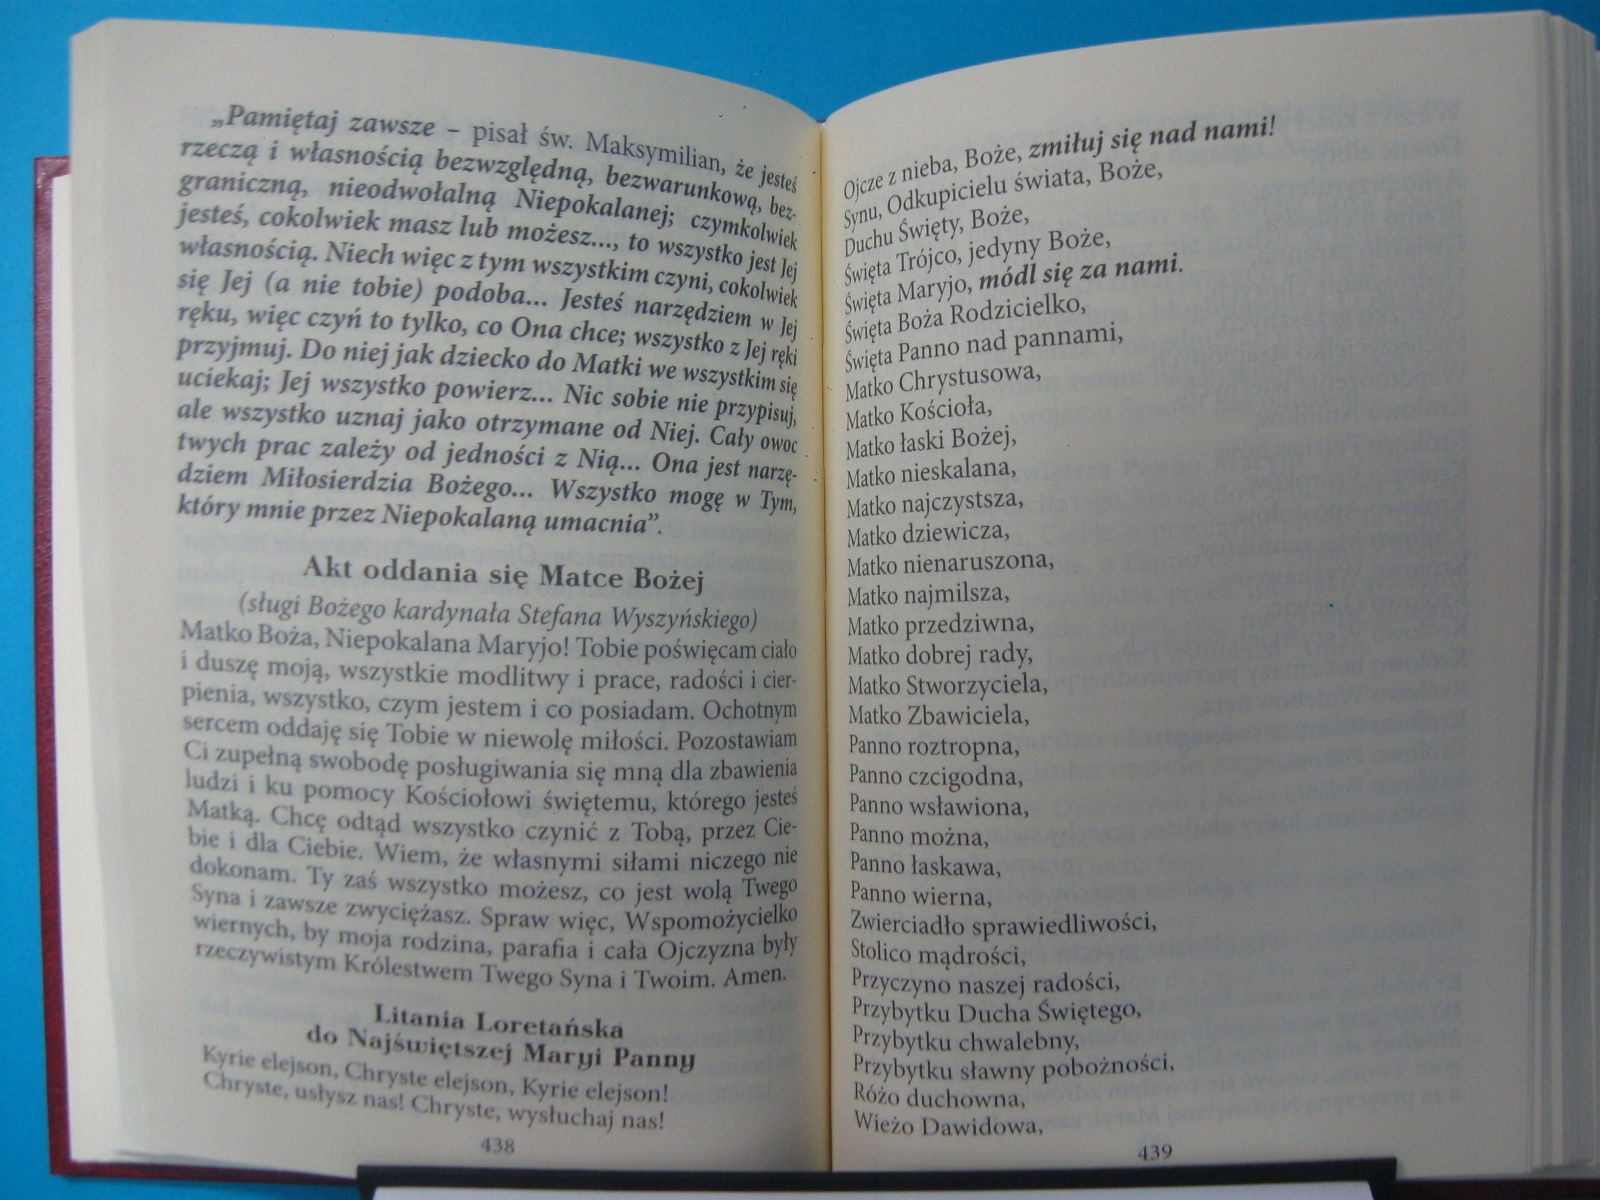 „Pamiętaj zawsze – pisał św. Maksymilian, że jesteś
rzeczą i własnością bezwzględną, bezwarunkową, bez-
graniczną, nieodwołalną Niepokalanej; czymkolwiek
jesteś, cokolwiek masz lub możesz..., to wszystko jest Jej
własnością. Niech więc z tym wszystkim czyni, cokolwiek
się Jej (a nie tobie) podoba... Jesteś narzędziem w Jej
ręku, więc czyń to tylko, co Ona chce; wszystko z Jej ręki
przyjmuj. Do niej jak dziecko do Matki we wszystkim się
uciekaj; Jej wszystko powierz... Nic sobie nie przypisuj,
ale wszystko uznaj jako otrzymane od Niej. Cały owoc
twych prac zależy od jedności z Nią... Ona jest narzę-
dziem Miłosierdzia Bożego... Wszystko mogę w Tym,
który mnie przez Niepokalaną umacnia”.
Akt oddania się Matce Bożej
(sługi Bożego kardynała Stefana Wyszyńskiego)
Matko Boża, Niepokalana Maryjo! Tobie poświęcam ciało
i duszę moją, wszystkie modlitwy i prace, radości i cier-
pienia, wszystko, czym jestem i co posiadam. Ochotnym
sercem oddaję się Tobie w niewolę miłości. Pozostawiam
Ci zupełną swobodę posługiwania się mną dla zbawienia
ludzi i ku pomocy Kościołowi świętemu, którego jesteś
Matką. Chcę odtąd wszystko czynić z Tobą, przez Cie-
bie i dla Ciebie. Wiem, że własnymi siłami niczego nie
dokonam. Ty zaś wszystko możesz, co jest wolą Twego
Syna i zawsze zwyciężasz. Spraw więc, Wspomożycielko
wiernych, by moja rodzina, parafia i cała Ojczyzna były
rzeczywistym Królestwem Twego Syna i Twoim. Amen.
Litania Loretańska
do Najświętszej Maryi Panny
Kyrie elejson, Chryste elejson, Kyrie elejson!
Chryste, usłysz nas! Chryste, wysłuchaj nas!
438
Ojcze z nieba, Boże, zmiłuj się nad nami!
Synu, Odkupicielu świata, Boże,
Duchu Święty, Boże,
Święta Trójco, jedyny Boże,
Święta Maryjo, módl się za nami.
Święta Boża Rodzicielko,
Święta Panno nad pannami,
Matko Chrystusowa,
Matko Kościoła,
Matko łaski Bożej,
Matko nieskalana,
Matko najczystsza,
Matko dziewicza,
Matko nienaruszona,
Matko najmilsza,
Matko przedziwna,
Matko dobrej rady,
Matko Stworzyciela,
Matko Zbawiciela,
Panno roztropna,
Panno czcigodna,
Panno wsławiona,
Panno można,
Panno łaskawa,
Panno wierna,
Zwierciadło sprawiedliwości,
Stolico mądrości,
Przyczyno naszej radości,
Przybytku Ducha Świętego,
Przybytku chwalebny,
Przybytku sławny pobożności,
Różo duchowna,
Wieżo Dawidowa,
439